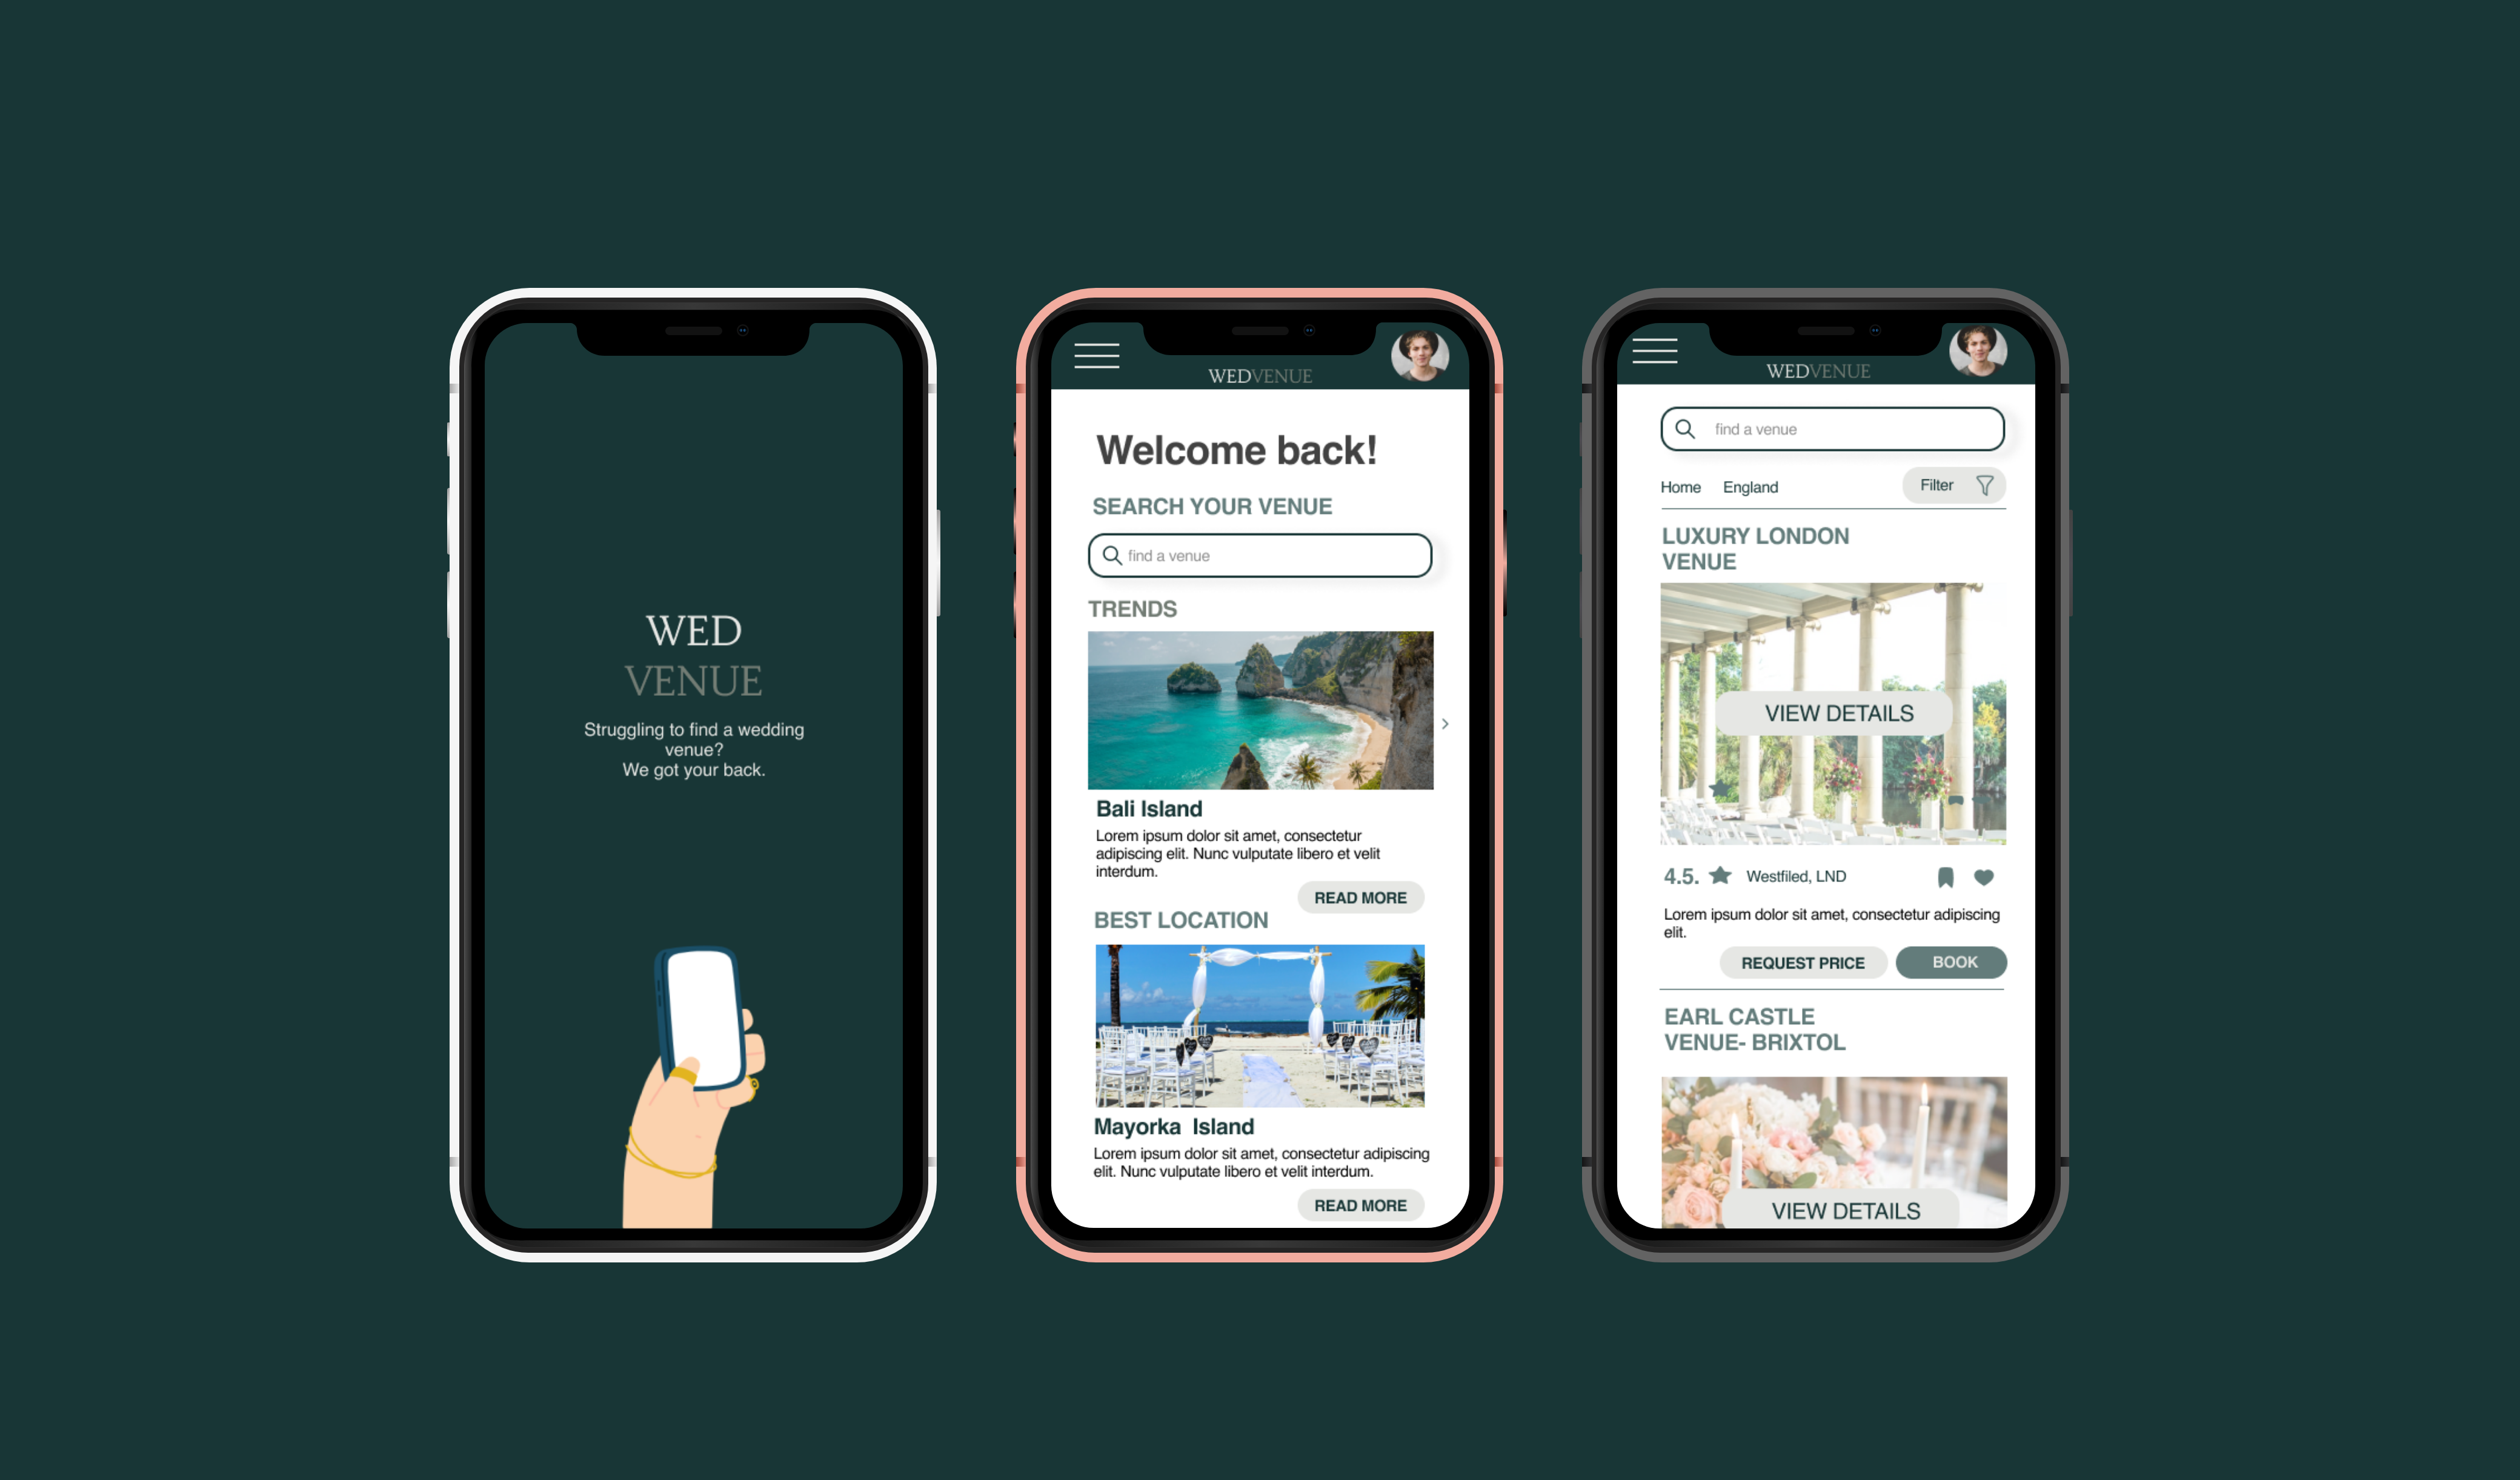 WED
VENUE
Struggling to find a wedding
venue?
We got your back.
WEDVENUE
Welcome back!
SEARCH YOUR VENUE
find a venue
TRENDS
Bali Island
Lorem ipsum dolor sit amet, consectetur
adipiscing elit. Nunc vulputate libero et velit
interdum.
READ MORE
BEST LOCATION
Mayorka Island
Lorem ipsum dolor sit amet, consectetur adipiscing
elit. Nunc vulputate libero et velit interdum.
READ MORE
WEDVENUE
find a venue
Home England Filter
LUXURY LONDON
VENUE
VIEW DETAILS
4.5. Westfiled, LND
Lorem ipsum dolor sit amet, consectetur adipiscing
elit.
REQUEST PRICE BOOK
EARL CASTLE
VENUE- BRIXTOL
VIEW DETAILS